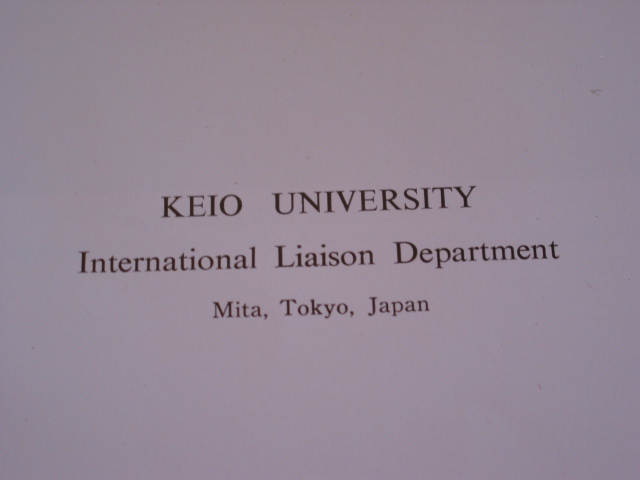 KEIO UNIVERSITY
International Liaison Department
Mita, Tokyo, Japan